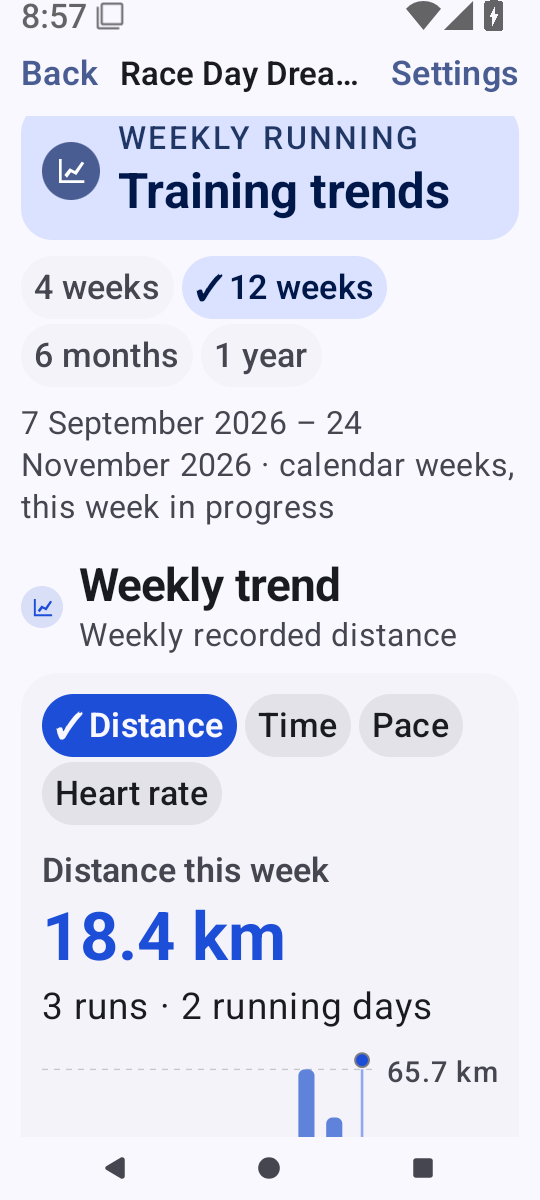 8:57
Back Race Day Drea... Settings
WEEKLY RUNNING
Training trends
4 weeks ✓12 weeks
6 months 1 year
7 September 2026 – 24
November 2026 · calendar weeks,
this week in progress
Weekly trend
Weekly recorded distance
✓Distance Time Pace
Heart rate
Distance this week
18.4 km
3 runs · 2 running days
65.7 km